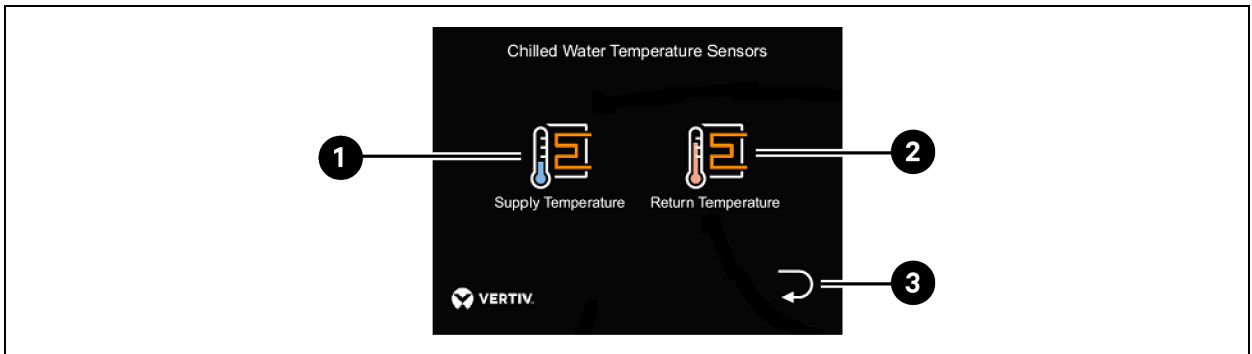 Chilled Water Temperature Sensors
1
2
Supply Temperature Return Temperature
3
VERTIV.